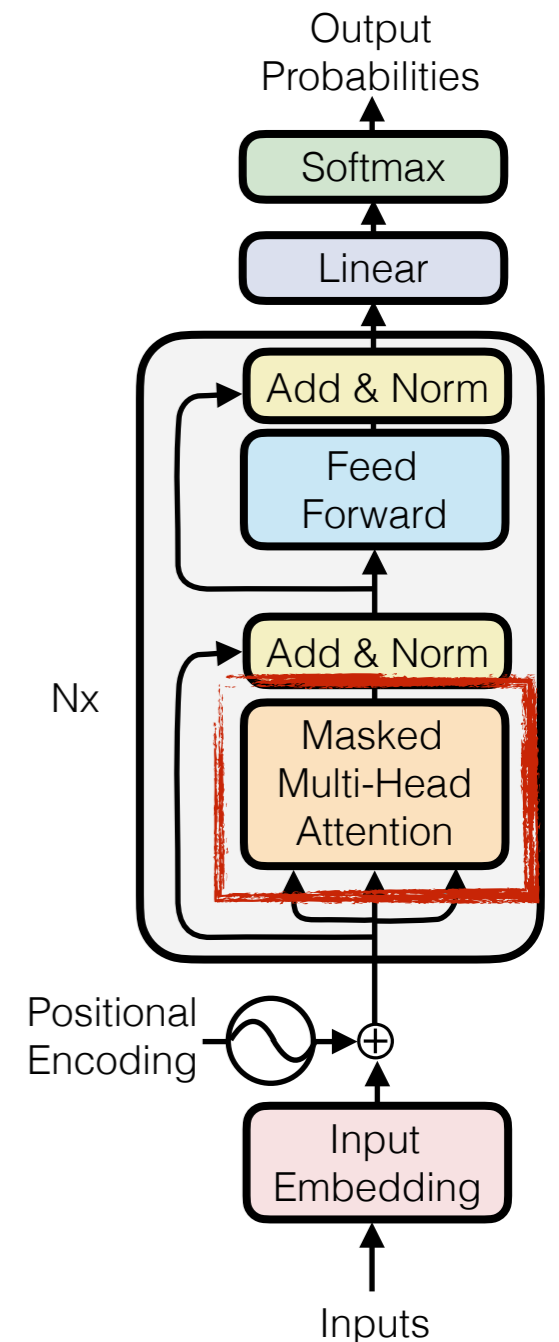 Output
Probabilities
Softmax
Linear
Add & Norm
Feed
Forward
Add & Norm
Nx
Masked
Multi-Head
Attention
Positional
Encoding
Input
Embedding
Inputs